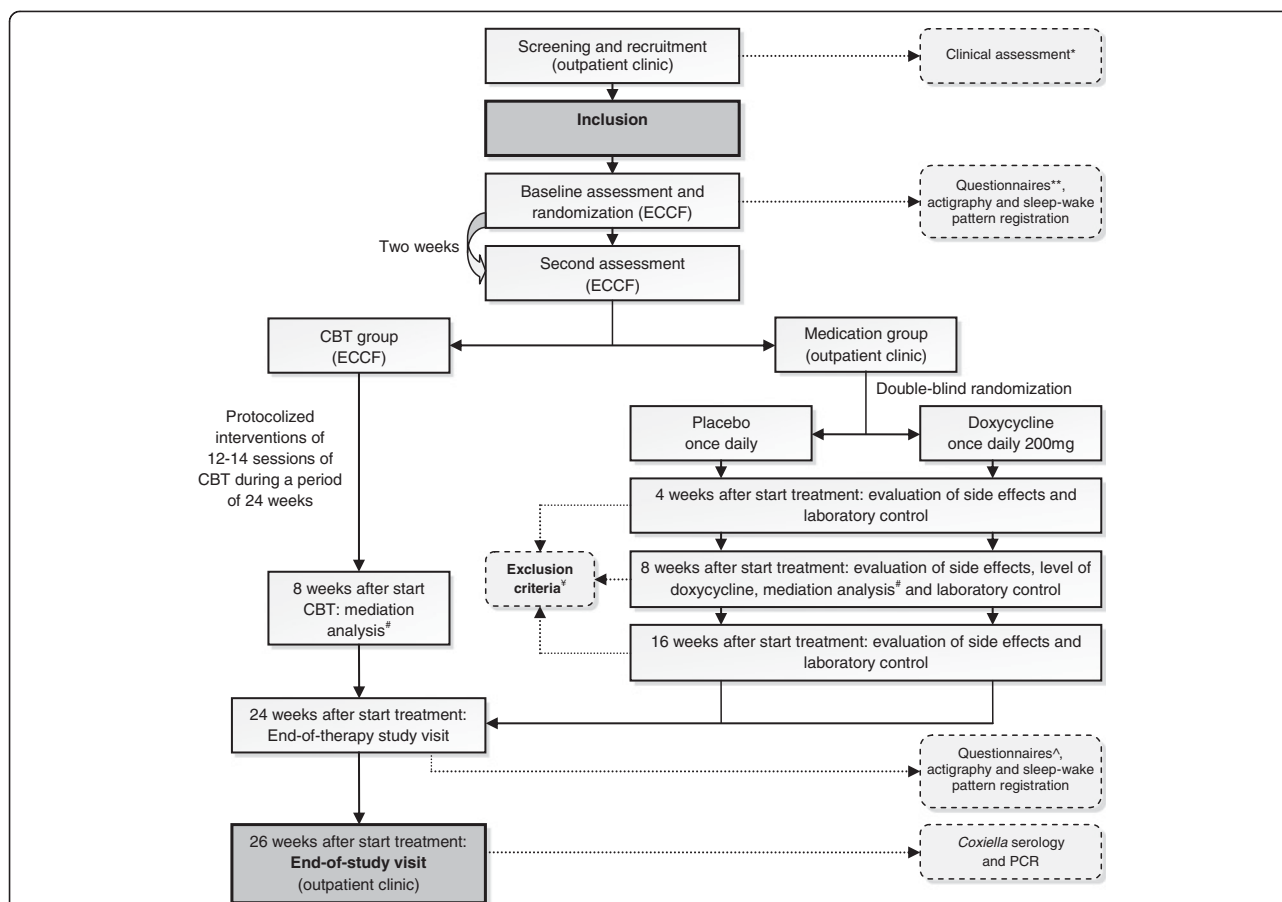 Screening and recruitment
(outpatient clinic)
Clinical assessment*
Inclusion
Baseline assessment and
randomization (ECCF)
Questionnaires**,
actigraphy and sleep-wake
pattern registration
Two weeks
Second assessment
(ECCF)
CBT group
(ECCF)
Medication group
(outpatient clinic)
Double-blind randomization
Protocolized
interventions of
12-14 sessions of
CBT during a period
of 24 weeks
Placebo
once daily
Doxycycline
once daily 200mg
4 weeks after start treatment: evaluation of side effects and
laboratory control
Exclusion
criteria¥
8 weeks after start treatment: evaluation of side effects, level of
doxycycline, mediation analysis# and laboratory control
8 weeks after start
CBT: mediation
analysis#
16 weeks after start treatment: evaluation of side effects and
laboratory control
24 weeks after start treatment:
End-of-therapy study visit
Questionnaires^,
actigraphy and sleep-wake
pattern registration
26 weeks after start treatment:
End-of-study visit
(outpatient clinic)
Coxiella serology
and PCR